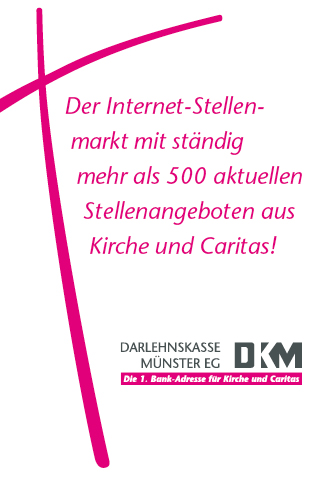 Der Internet-Stellen-
markt mit ständig
mehr als 500 aktuellen
Stellenangeboten aus
Kirche und Caritas!
DARLEHNSKASSE
MÜNSTER EG
DKM
Die 1. Bank-Adresse für Kirche und Caritas